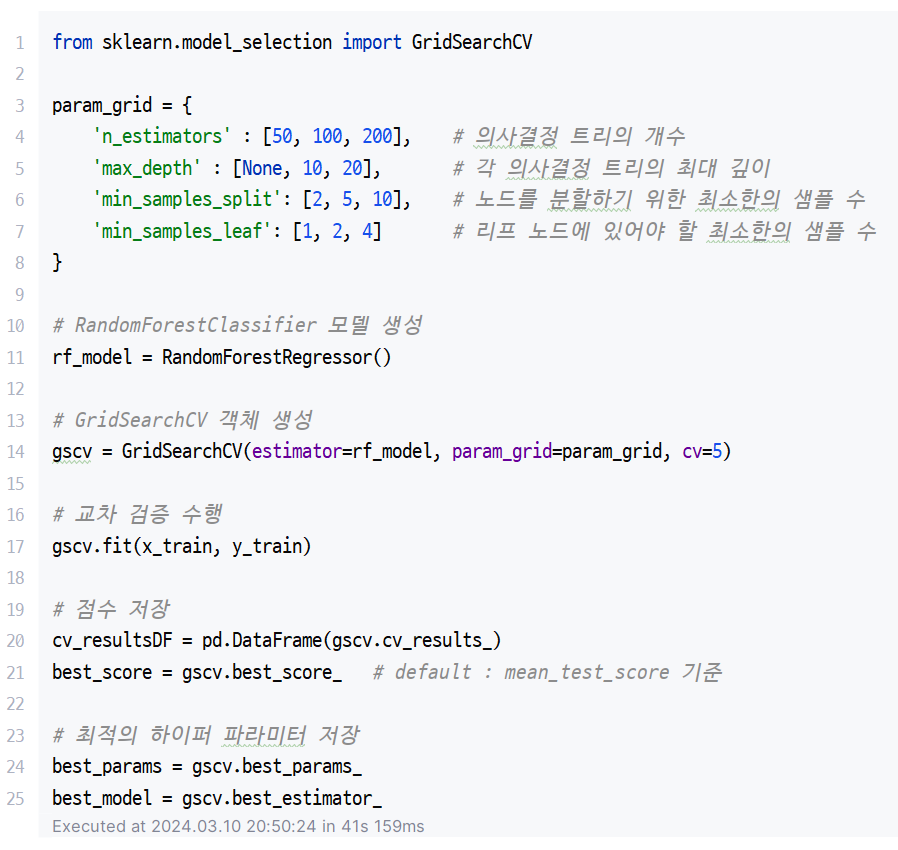 1 from sklearn.model_selection import GridSearchCV
2
3 param_grid = {
4     'n_estimators' : [50, 100, 200],    # 의사결정 트리의 개수
5     'max_depth' : [None, 10, 20],       # 각 의사결정 트리의 최대 깊이
6     'min_samples_split': [2, 5, 10],    # 노드를 분할하기 위한 최소한의 샘플 수
7     'min_samples_leaf': [1, 2, 4]       # 리프 노드에 있어야 할 최소한의 샘플 수
8 }
9
10 # RandomForestClassifier 모델 생성
11 rf_model = RandomForestRegressor()
12
13 # GridSearchCV 객체 생성
14 gscv = GridSearchCV(estimator=rf_model, param_grid=param_grid, cv=5)
15
16 # 교차 검증 수행
17 gscv.fit(x_train, y_train)
18
19 # 점수 저장
20 cv_resultsDF = pd.DataFrame(gscv.cv_results_)
21 best_score = gscv.best_score_   # default : mean_test_score 기준
22
23 # 최적의 하이퍼 파라미터 저장
24 best_params = gscv.best_params_
25 best_model = gscv.best_estimator_
Executed at 2024.03.10 20:50:24 in 41s 159ms